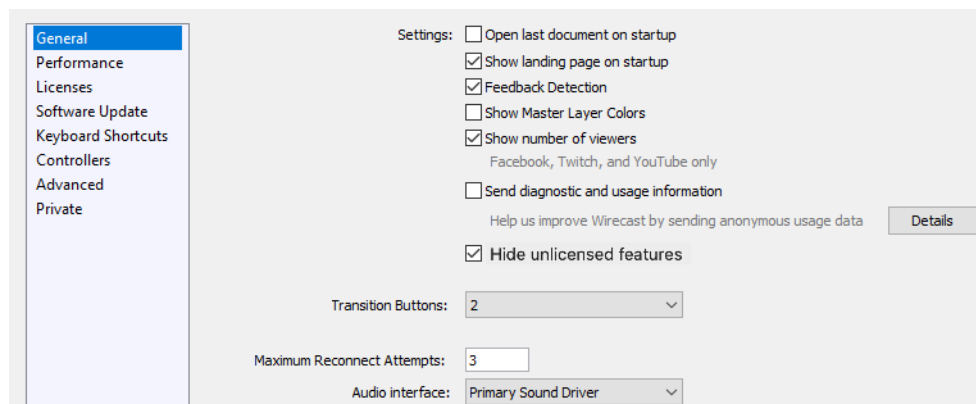 General
Performance
Licenses
Software Update
Keyboard Shortcuts
Controllers
Advanced
Private
Settings: Open last document on startup
Show landing page on startup
Feedback Detection
Show Master Layer Colors
Show number of viewers
Facebook, Twitch, and YouTube only
Send diagnostic and usage information
Help us improve Wirecast by sending anonymous usage data Details
Hide unlicensed features
Transition Buttons: 2
Maximum Reconnect Attempts: 3
Audio interface: Primary Sound Driver